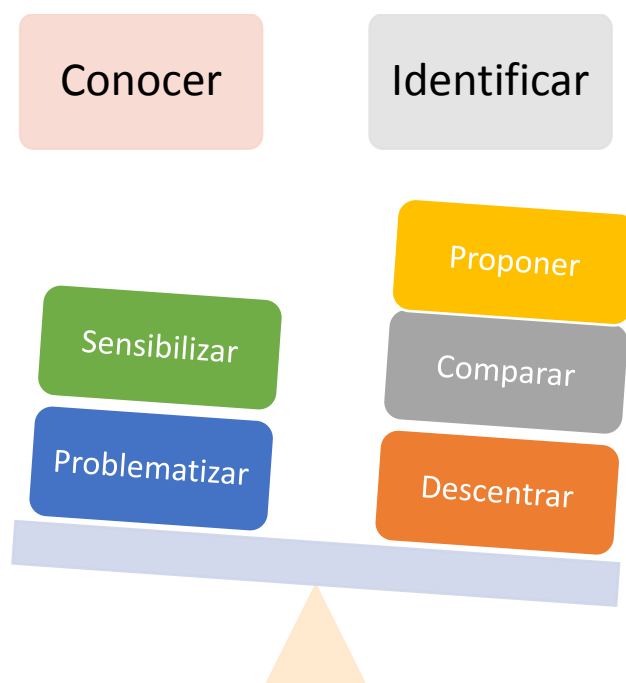 Conocer
Identificar
Proponer
Sensibilizar
Comparar
Problematizar
Descentrar